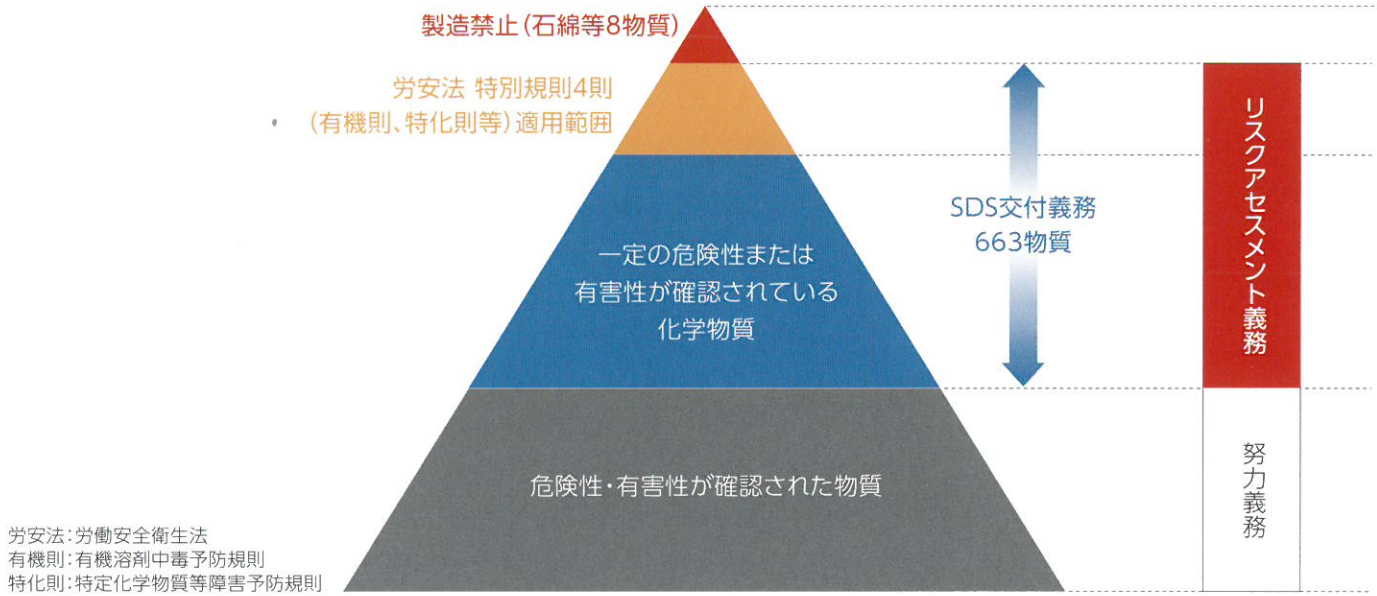 製造禁止(石綿等8物質)
労安法 特別規則4則
(有機則、特化則等)適用範囲
一定の危険性または
有害性が確認されている
化学物質
危険性・有害性が確認された物質
SDS交付義務
663物質
リスクアセスメント義務
努力義務
労安法:労働安全衛生法
有機則:有機溶剤中毒予防規則
特化則:特定化学物質等障害予防規則